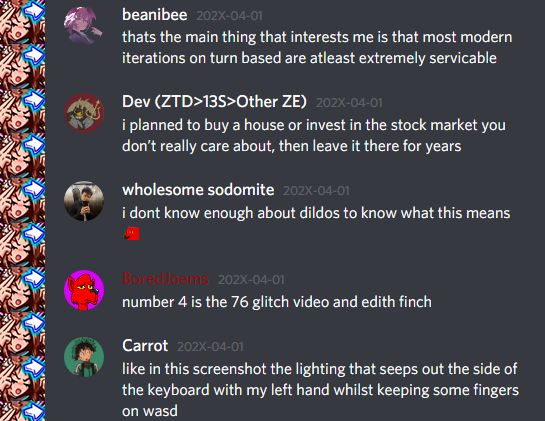 beanibee 202X-04-01
thats the main thing that interests me is that most modern
iterations on turn based are atleast extremely servicable
Dev (ZTD>13S>Other ZE) 202X-04-01
i planned to buy a house or invest in the stock market you
don't really care about, then leave it there for years
wholesome sodomite 202X-04-01
i dont know enough about dildos to know what this means
BoredJoems 202X-04-01
number 4 is the 76 glitch video and edith finch
Carrot 202X-04-01
like in this screenshot the lighting that seeps out the side of
the keyboard with my left hand whilst keeping some fingers
on wasd